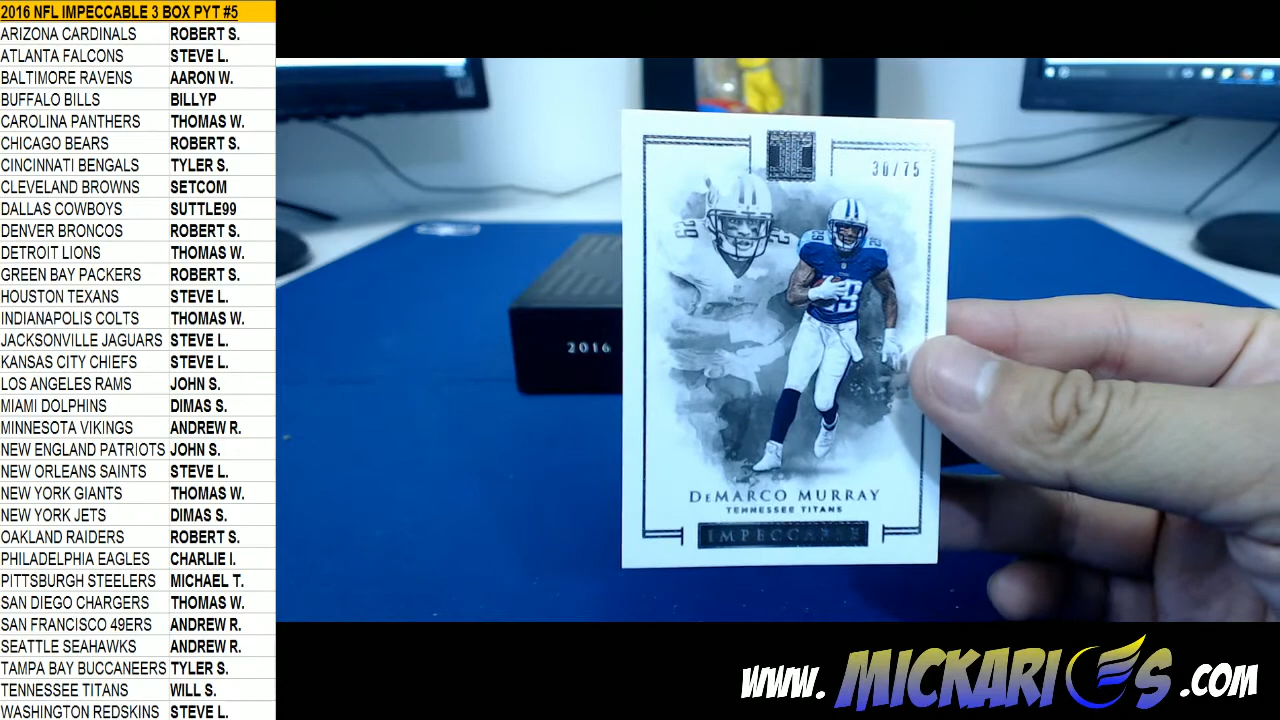 2016 NFL IMPECCABLE 3 BOX PYT #5
ARIZONA CARDINALS ROBERT S.
ATLANTA FALCONS STEVE L.
BALTIMORE RAVENS AARON W.
BUFFALO BILLS BILLYP
CAROLINA PANTHERS THOMAS W.
CHICAGO BEARS ROBERT S.
CINCINNATI BENGALS TYLER S.
CLEVELAND BROWNS SETCOM
DALLAS COWBOYS SUTTLE99
DENVER BRONCOS ROBERT S.
DETROIT LIONS THOMAS W.
GREEN BAY PACKERS ROBERT S.
HOUSTON TEXANS STEVE L.
INDIANAPOLIS COLTS THOMAS W.
JACKSONVILLE JAGUARS STEVE L.
KANSAS CITY CHIEFS STEVE L.
LOS ANGELES RAMS JOHN S.
MIAMI DOLPHINS DIMAS S.
MINNESOTA VIKINGS ANDREW R.
NEW ENGLAND PATRIOTS JOHN S.
NEW ORLEANS SAINTS STEVE L.
NEW YORK GIANTS THOMAS W.
NEW YORK JETS DIMAS S.
OAKLAND RAIDERS ROBERT S.
PHILADELPHIA EAGLES CHARLIE I.
PITTSBURGH STEELERS MICHAEL T.
SAN DIEGO CHARGERS THOMAS W.
SAN FRANCISCO 49ERS ANDREW R.
SEATTLE SEAHAWKS ANDREW R.
TAMPA BAY BUCCANEERS TYLER S.
TENNESSEE TITANS WILL S.
WASHINGTON REDSKINS STEVE L.
30/75
29
29
2016
DEMARCO MURRAY
TENNESSEE TITANS
IMPECCABLE
WWW.MICKARIES.COM